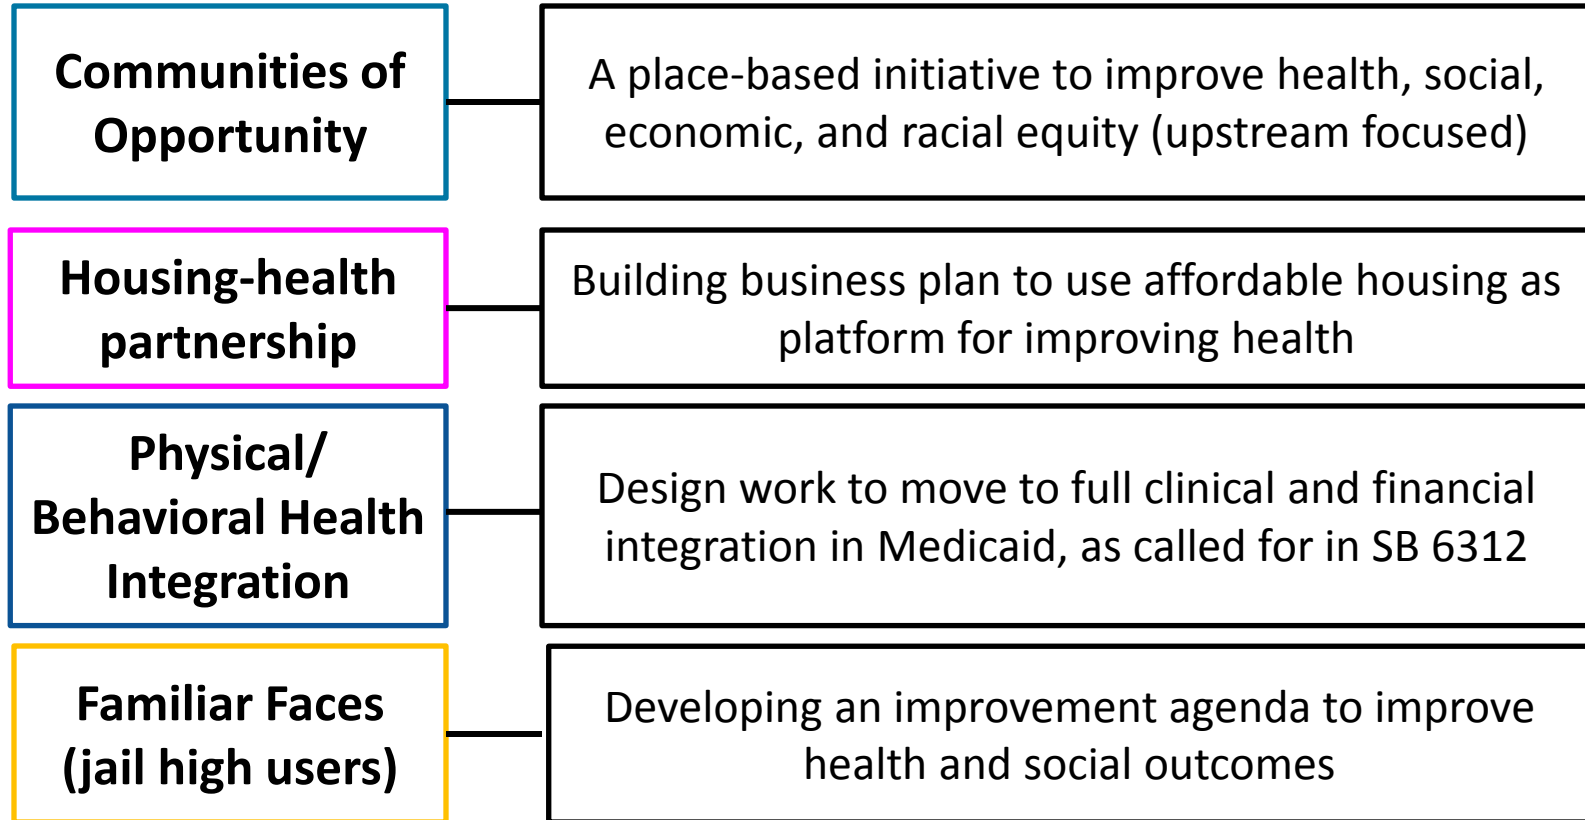 Communities of
Opportunity
A place-based initiative to improve health, social,
economic, and racial equity (upstream focused)
Housing-health
partnership
Building business plan to use affordable housing as
platform for improving health
Physical/
Behavioral Health
Integration
Design work to move to full clinical and financial
integration in Medicaid, as called for in SB 6312
Familiar Faces
(jail high users)
Developing an improvement agenda to improve
health and social outcomes